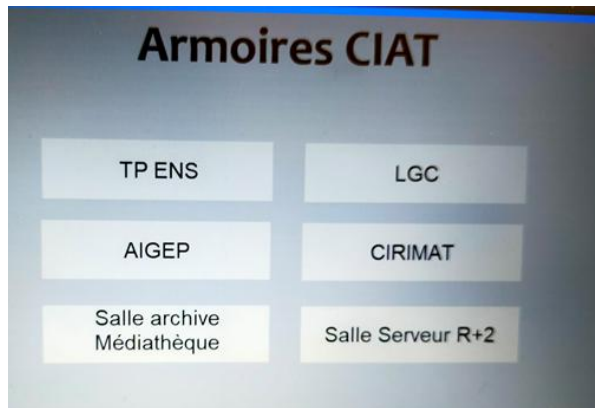 Armoires CIAT
TP ENS
LGC
AIGEP
CIRIMAT
Salle archive
Médiathèque
Salle Serveur R+2